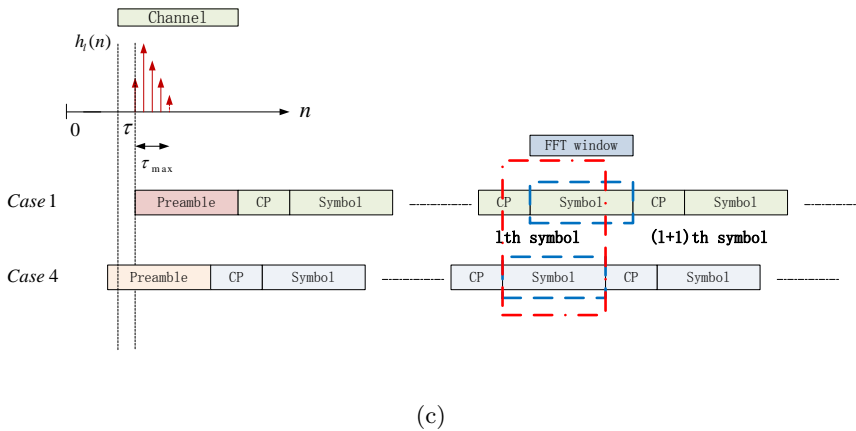 Channel
h_l(n)
n
0
τ
τ_max
FFT window
Case 1
Preamble CP Symbol CP Symbol CP Symbol
lth symbol (l+1)th symbol
Case 4
Preamble CP Symbol CP Symbol CP Symbol
(c)